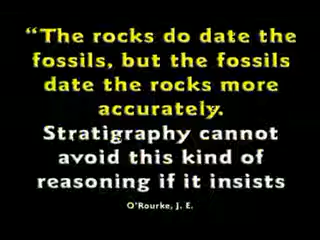 “The rocks do date the
fossils, but the fossils
date the rocks more
accurately.
Stratigraphy cannot
avoid this kind of
reasoning if it insists
O'Rourke, J. E.